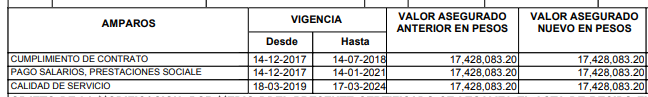 AMPAROS VIGENCIA VALOR ASEGURADO ANTERIOR EN PESOS VALOR ASEGURADO NUEVO EN PESOS
Desde Hasta
CUMPLIMIENTO DE CONTRATO 14-12-2017 14-07-2018 17,428,083.20 17,428,083.20
PAGO SALARIOS, PRESTACIONES SOCIALE 14-12-2017 14-01-2021 17,428,083.20 17,428,083.20
CALIDAD DE SERVICIO 18-03-2019 17-03-2024 17,428,083.20 17,428,083.20